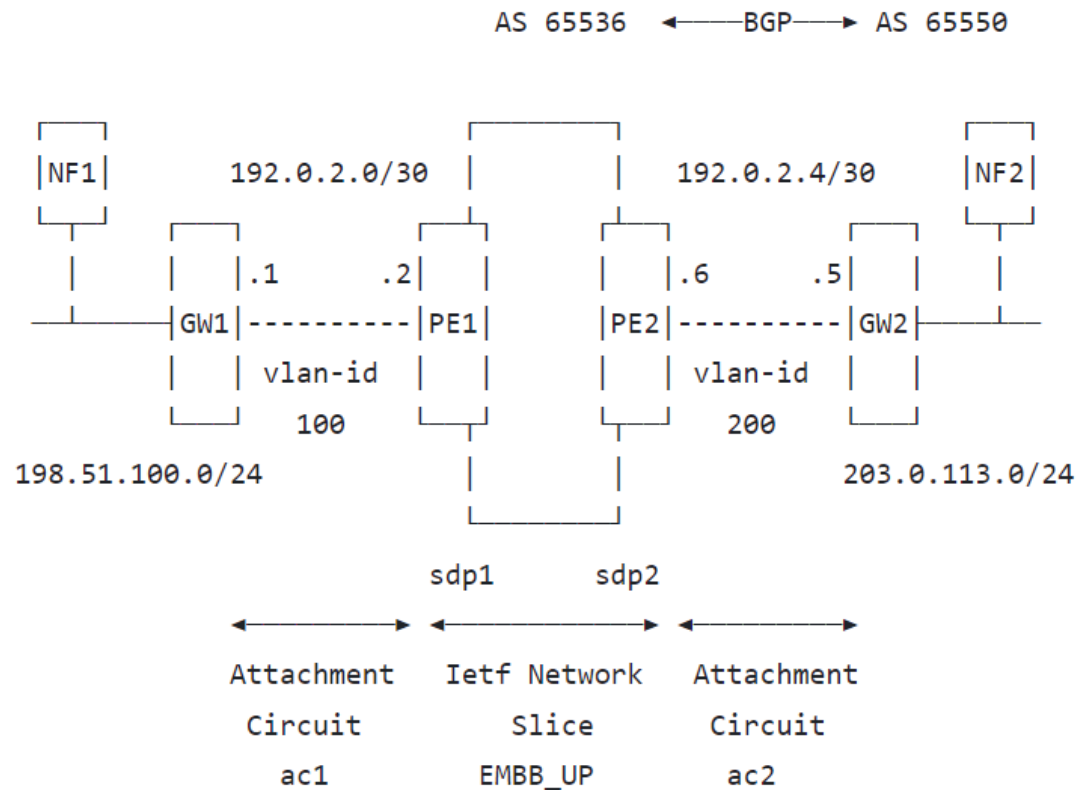 AS 65536 ◄────BGP───► AS 65550
NF1 192.0.2.0/30 192.0.2.4/30 NF2
.1 .2 .6 .5
GW1 ---------- PE1 PE2 ---------- GW2
vlan-id vlan-id
100 200
198.51.100.0/24 203.0.113.0/24
sdp1 sdp2
Attachment Ietf Network Attachment
Circuit Slice Circuit
ac1 EMBB_UP ac2